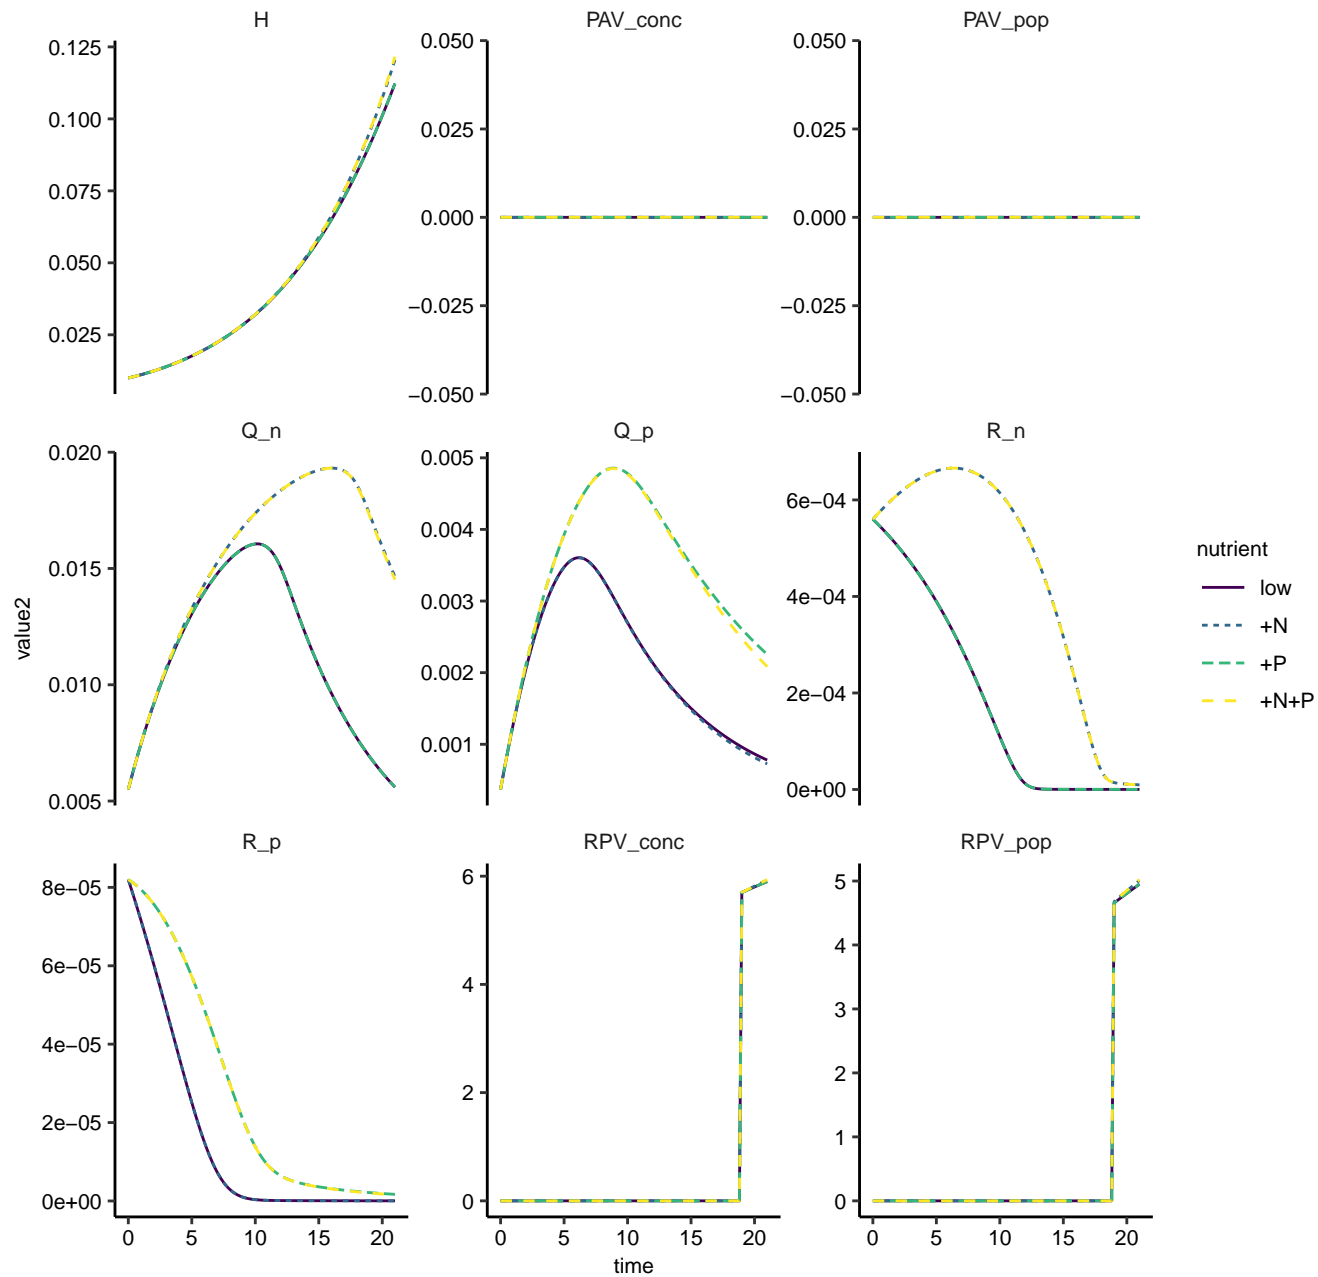 H
PAV_conc
PAV_pop
0.125
0.100
0.075
0.050
0.025
0.050
0.025
0.000
−0.025
−0.050
0.050
0.025
0.000
−0.025
−0.050
Q_n
Q_p
R_n
0.020
0.015
0.010
0.005
0.005
0.004
0.003
0.002
0.001
6e−04
4e−04
2e−04
0e+00
value2
nutrient
low
+N
+P
+N+P
R_p
RPV_conc
RPV_pop
8e−05
6e−05
4e−05
2e−05
0e+00
6
4
2
0
5
4
3
2
1
0
0 5 10 15 20
0 5 10 15 20
0 5 10 15 20
time